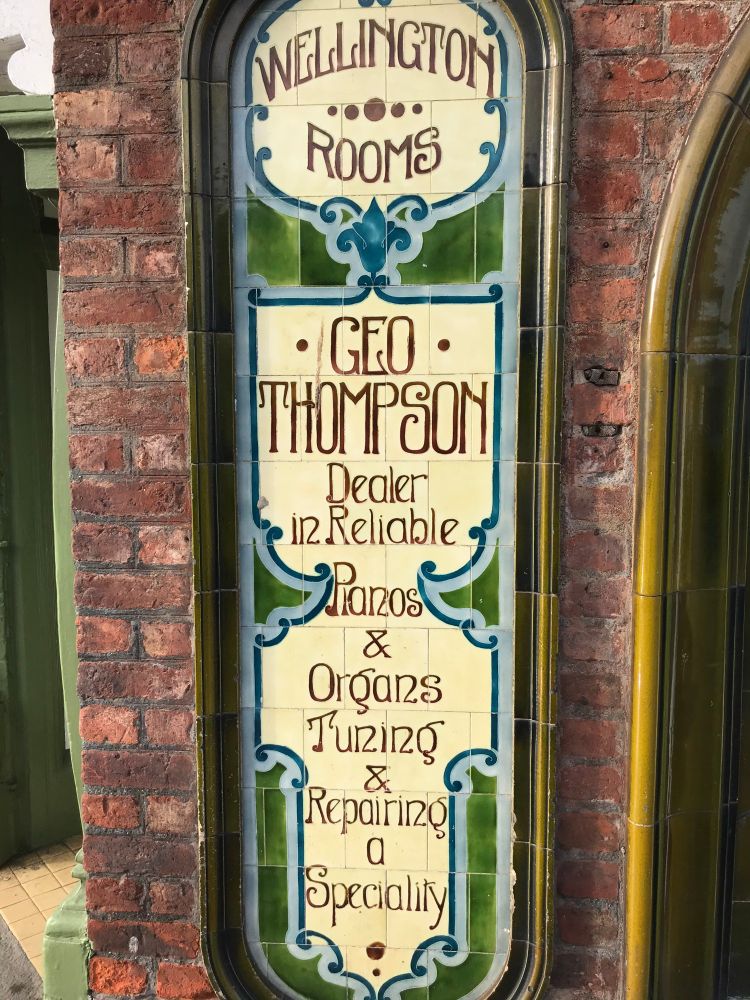 WELLINGTON
ROOMS
· GEO ·
THOMPSON
Dealer
in Reliable
Pianos
&
Organs
Tuning
&
Repairing
a
Speciality